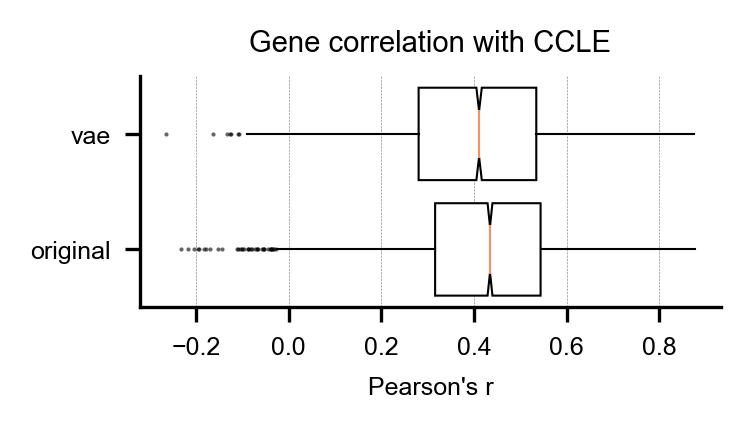 Gene correlation with CCLE
vae
original
−0.2 0.0 0.2 0.4 0.6 0.8
Pearson's r